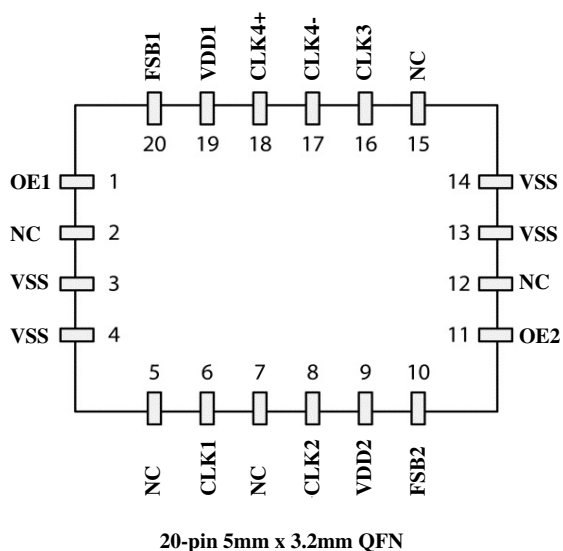 FSB1 VDD1 CLK4+ CLK4- CLK3 NC
20 19 18 17 16 15
OE1 1 14 VSS
NC 2 13 VSS
VSS 3 12 NC
VSS 4 11 OE2
5 6 7 8 9 10
NC CLK1 NC CLK2 VDD2 FSB2
20-pin 5mm x 3.2mm QFN